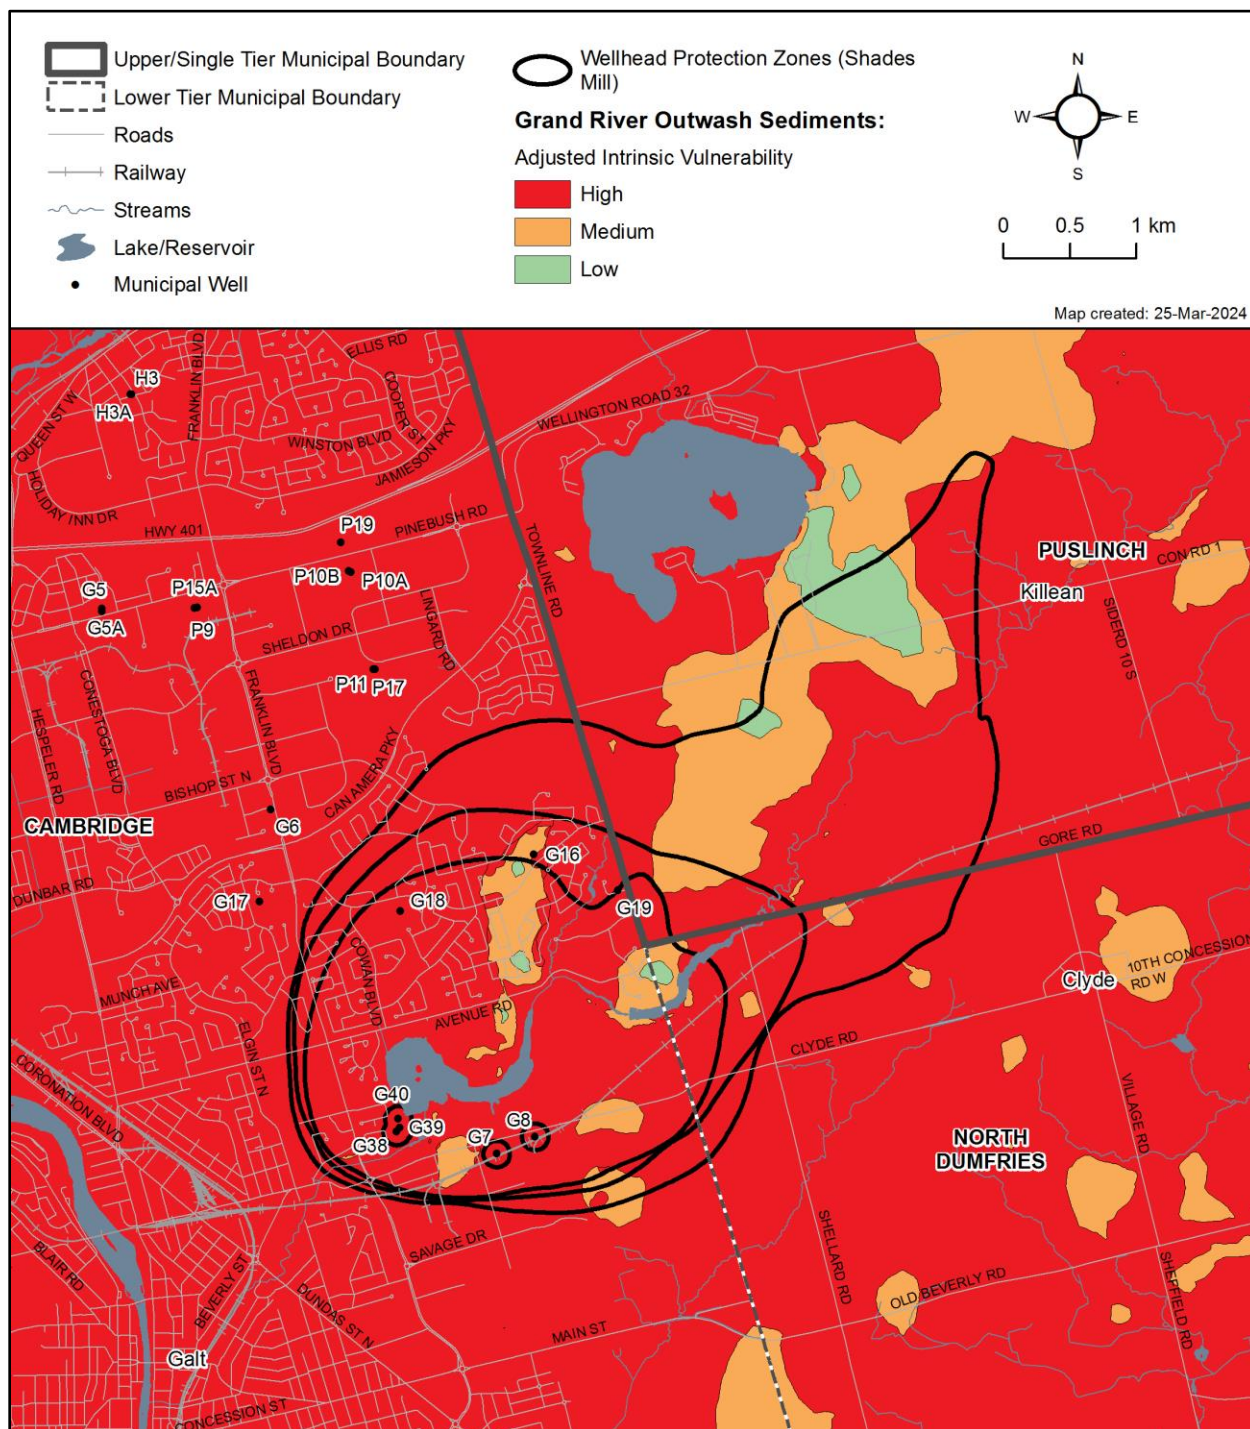 Upper/Single Tier Municipal Boundary
Lower Tier Municipal Boundary
Roads
Railway
Streams
Lake/Reservoir
Municipal Well
Wellhead Protection Zones (Shades
Mill)
Grand River Outwash Sediments:
Adjusted Intrinsic Vulnerability
High
Medium
Low
N
W
E
S
0 0.5 1 km
Map created: 25-Mar-2024
ELLIS RD
FRANKLIN BLVD
COOPER ST
H3
H3A
QUEEN ST W
WINSTON BLVD
JAMIESON PKY
WELLINGTON ROAD 32
HOLIDAY INN DR
HWY 401
PINEBUSH RD
P19
TOWNLINE RD
PUSLINCH
CON RD 1
Killean
SIDERD 10 S
P10B
P10A
G5
G5A
P15A
P9
LINGARD RD
SHELDON DR
P11
P17
CONESTOGA BLVD
FRANKLIN BLVD
HESPELER RD
BISHOP ST N
CAN AMERA PKY
CAMBRIDGE
G6
GORE RD
G16
DUNBAR RD
G17
G18
G19
COWAN BLVD
MUNCH AVE
AVENUE RD
10TH CONCESSION
RD W
Clyde
CLYDE RD
ELGIN ST N
CORONATION BLVD
G40
G39
G38
G7
G8
VILLAGE RD
NORTH
DUMFRIES
SAVAGE DR
SHELLARD RD
BLAIR RD
BEVERLY ST
DUNDAS ST N
OLD BEVERLY RD
SHEFFIELD RD
MAIN ST
Galt
CONCESSION ST